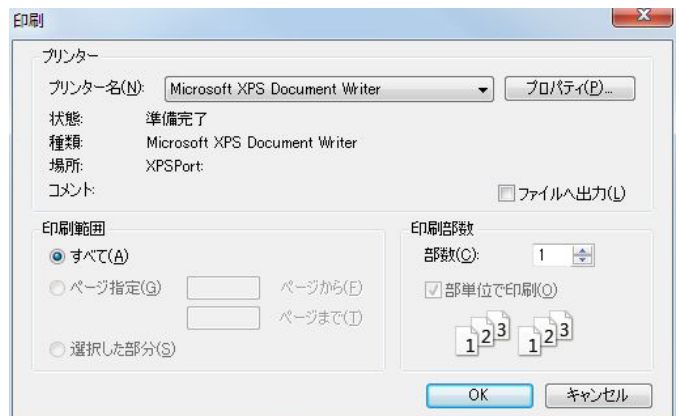 印刷
プリンター
プリンター名(N): Microsoft XPS Document Writer プロパティ(P)...
状態: 準備完了
種類: Microsoft XPS Document Writer
場所: XPSPort:
コメント:
ファイルへ出力(L)
印刷範囲
すべて(A)
ページ指定(G) ページから(F)
ページまで(T)
選択した部分(S)
印刷部数
部数(C): 1
部単位で印刷(O)
1 2 3 1 2 3
OK キャンセル